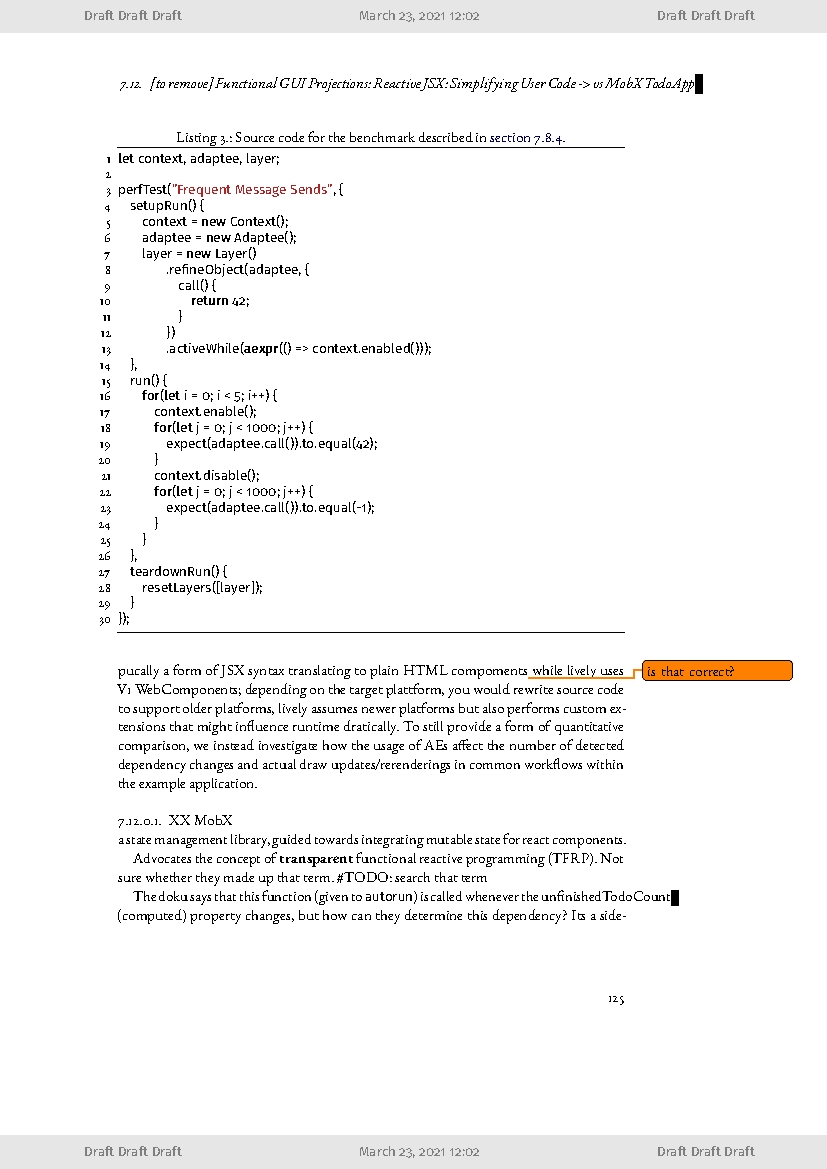 Draft Draft Draft March 23, 2021 12:02 Draft Draft Draft
7.12. [to remove] Functional GUI Projections: Reactive JSX: Simplifying User Code -> vs MobX TodoApp
Listing 3.: Source code for the benchmark described in section 7.8.4.
1 let context, adaptee, layer;
2
3 perfTest("Frequent Message Sends", {
4 setupRun() {
5 context = new Context();
6 adaptee = new Adaptee();
7 layer = new Layer()
8 .refineObject(adaptee, {
9 call() {
10 return 42;
11 }
12 })
13 .activeWhile(aexpr(() => context.enabled()));
14 },
15 run() {
16 for(let i = 0; i < 5; i++) {
17 context.enable();
18 for(let j = 0; j < 1000; j++) {
19 expect(adaptee.call()).to.equal(42);
20 }
21 context.disable();
22 for(let j = 0; j < 1000; j++) {
23 expect(adaptee.call()).to.equal(-1);
24 }
25 }
26 },
27 teardownRun() {
28 resetLayers([layer]);
29 }
30 });
pucally a form of JSX syntax translating to plain HTML compoments while lively uses
is that correct?
V1 WebComponents; depending on the target plattform, you would rewrite source code
to support older platforms, lively assumes newer platforms but also performs custom ex-
tensions that might influence runtime dratically. To still provide a form of quantitative
comparison, we instead investigate how the usage of AEs affect the number of detected
dependency changes and actual draw updates/rerenderings in common workflows within
the example application.
7.12.0.1. XX MobX
a state management library, guided towards integrating mutable state for react components.
Advocates the concept of transparent functional reactive programming (TFRP). Not
sure whether they made up that term. #TODO: search that term
The doku says that this function (given to autorun) is called whenever the unfinishedTodoCount
(computed) property changes, but how can they determine this dependency? Its a side-
125
Draft Draft Draft March 23, 2021 12:02 Draft Draft Draft